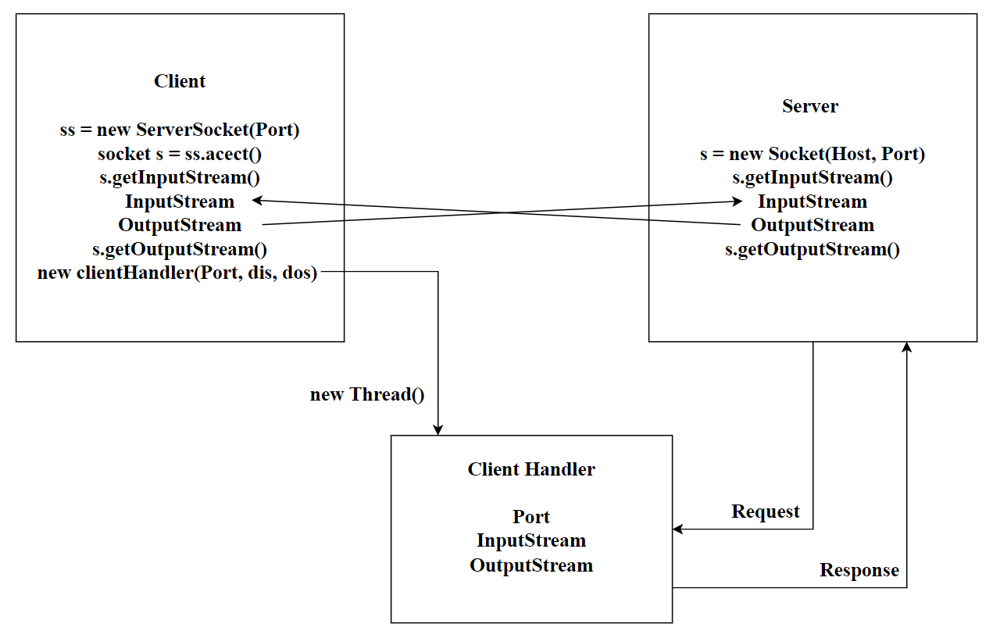 Client
ss = new ServerSocket(Port)
socket s = ss.acect()
s.getInputStream()
InputStream
OutputStream
s.getOutputStream()
new clientHandler(Port, dis, dos)
Server
s = new Socket(Host, Port)
s.getInputStream()
InputStream
OutputStream
s.getOutputStream()
new Thread()
Client Handler
Port
InputStream
OutputStream
Request
Response